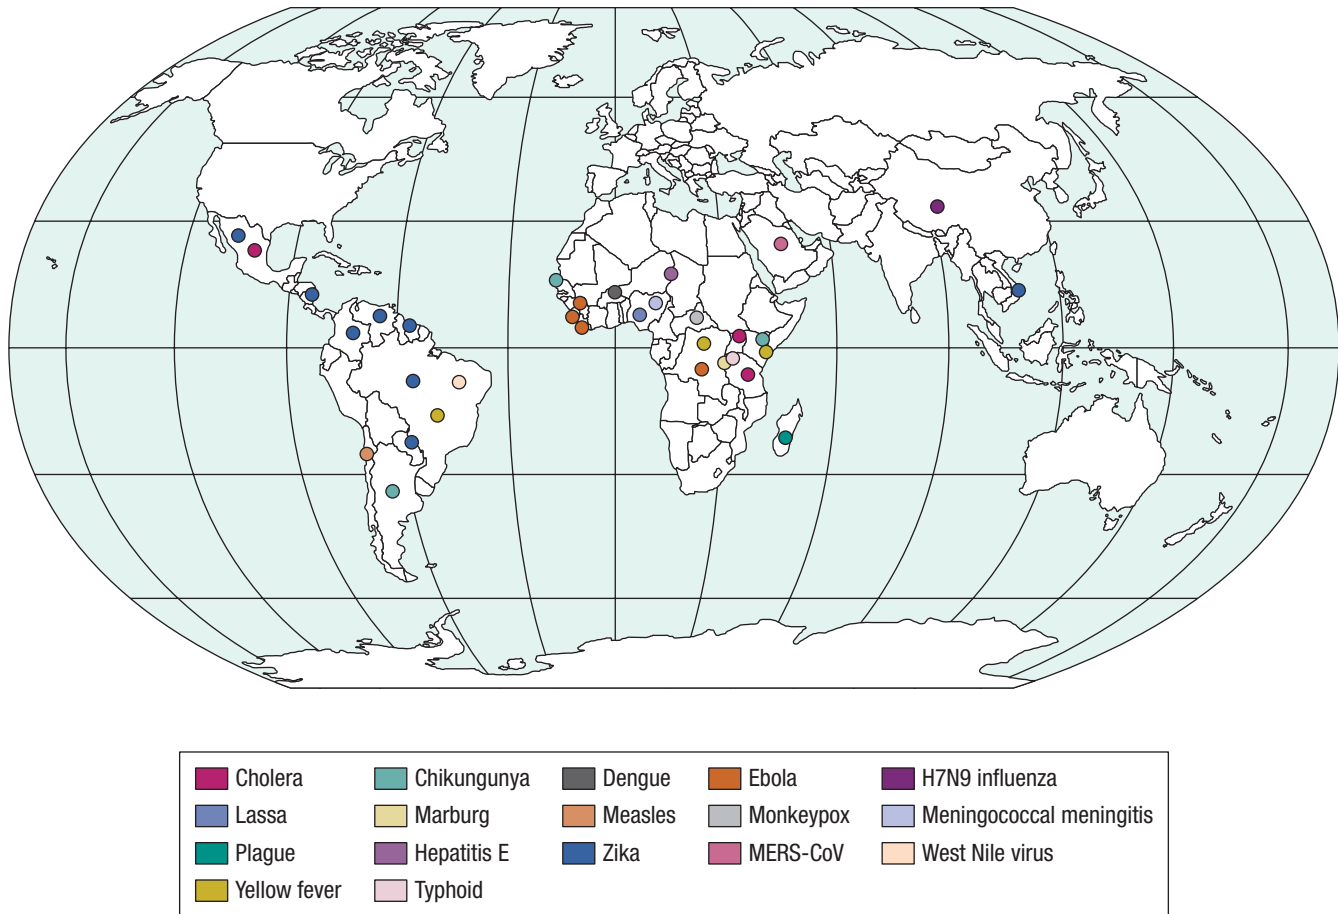 Cholera Chikungunya Dengue Ebola H7N9 influenza
Lassa Marburg Measles Monkeypox Meningococcal meningitis
Plague Hepatitis E Zika MERS-CoV West Nile virus
Yellow fever Typhoid